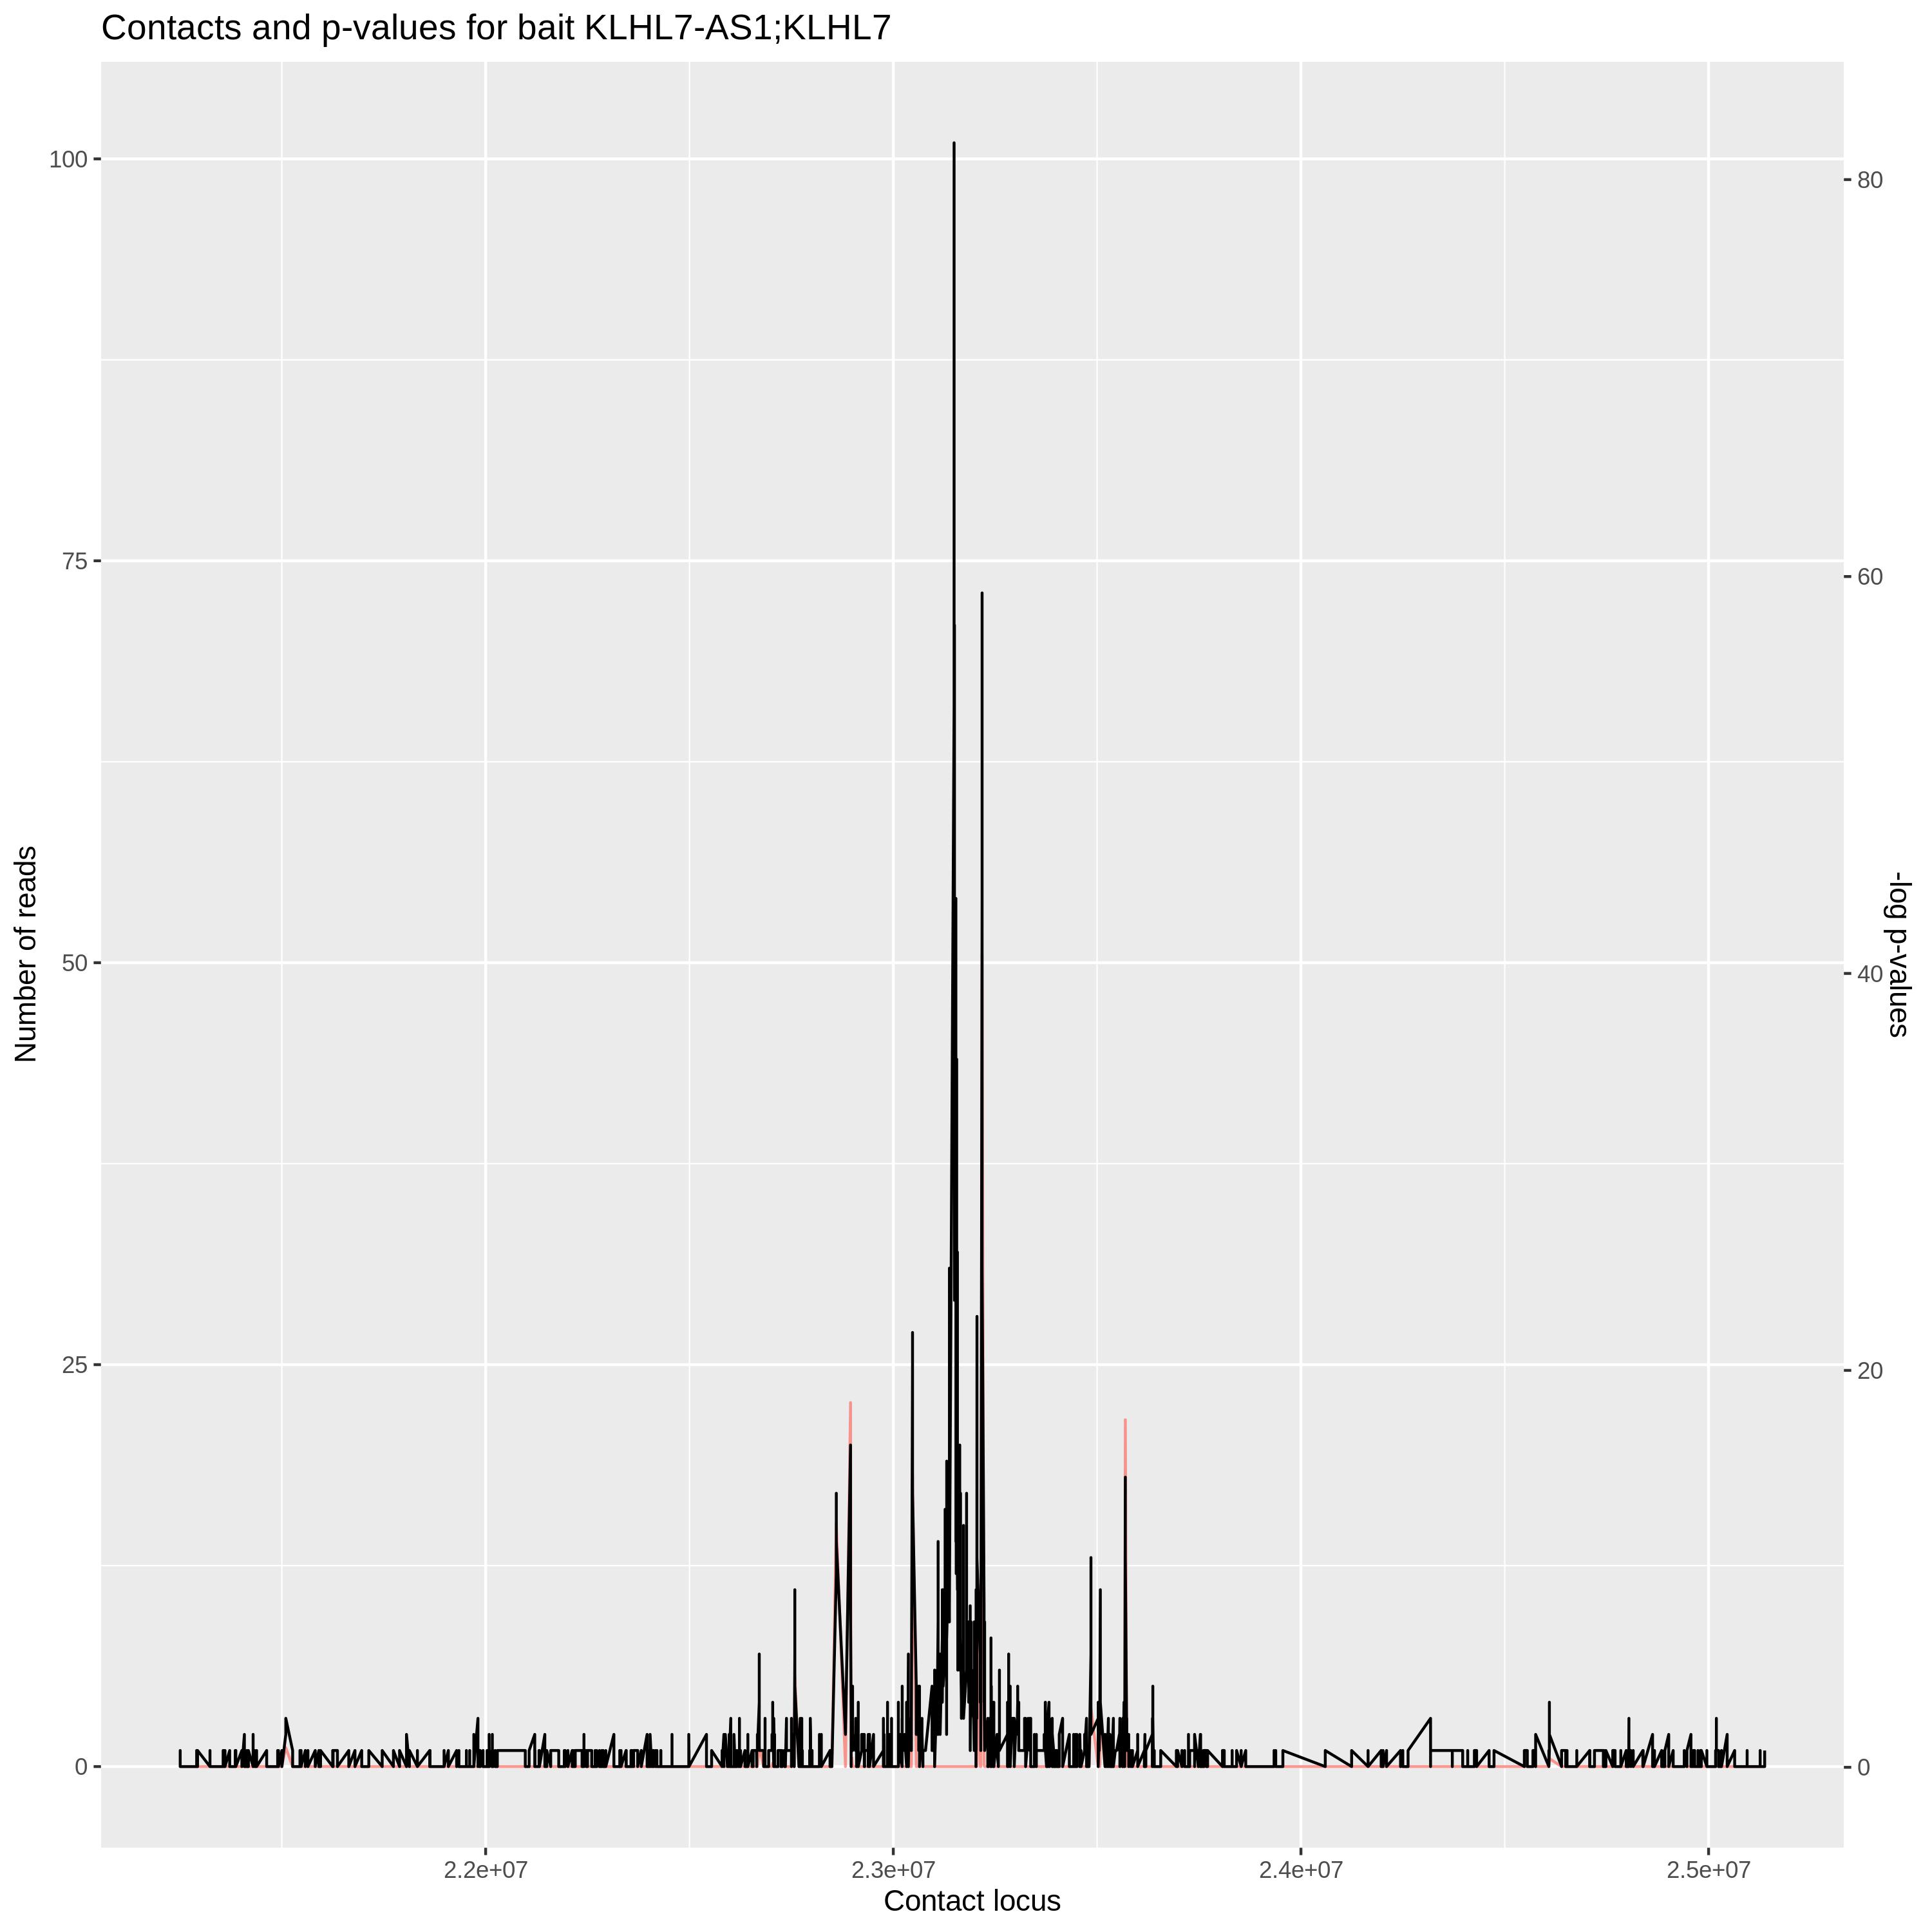 Contacts and p-values for bait KLHL7-AS1;KLHL7
100
75
50
25
0
Number of reads
80
60
40
20
0
-log p-values
2.2e+07
2.3e+07
2.4e+07
2.5e+07
Contact locus